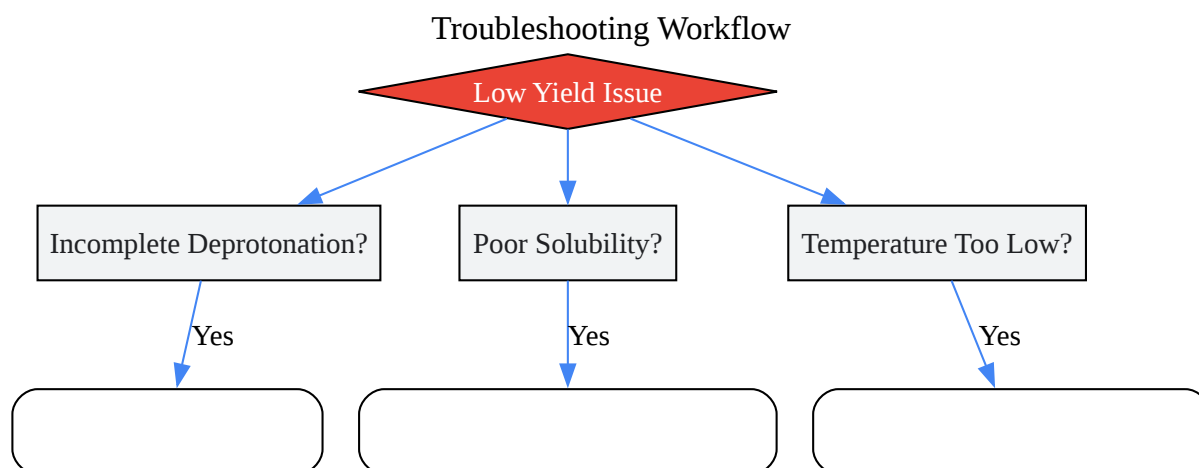 Troubleshooting Workflow
Low Yield Issue
Incomplete Deprotonation?
Poor Solubility?
Temperature Too Low?
Yes
Yes
Yes